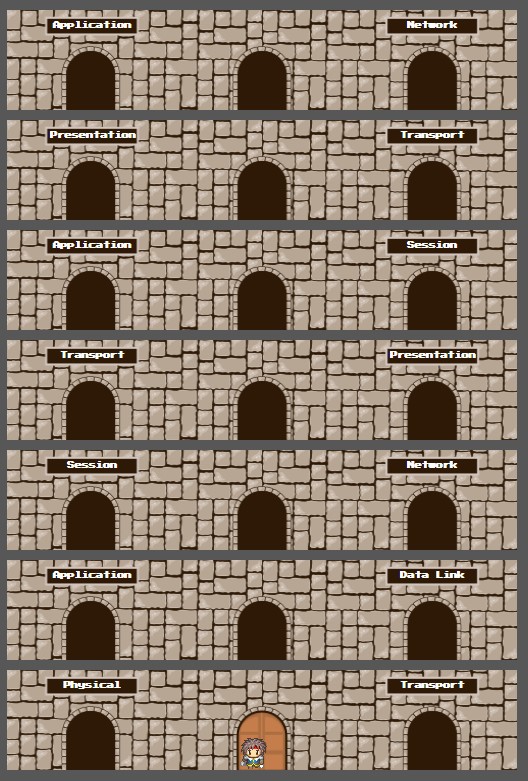 Application Network
Presentation Transport
Application Session
Transport Presentation
Session Network
Application Data Link
Physical Transport